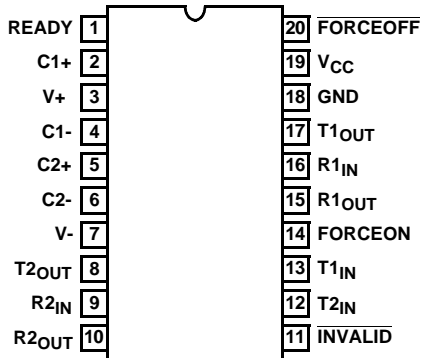 READY 1 20 FORCEOFF
C1+ 2 19 VCC
V+ 3 18 GND
C1- 4 17 T1OUT
C2+ 5 16 R1IN
C2- 6 15 R1OUT
V- 7 14 FORCEON
T2OUT 8 13 T1IN
R2IN 9 12 T2IN
R2OUT 10 11 INVALID